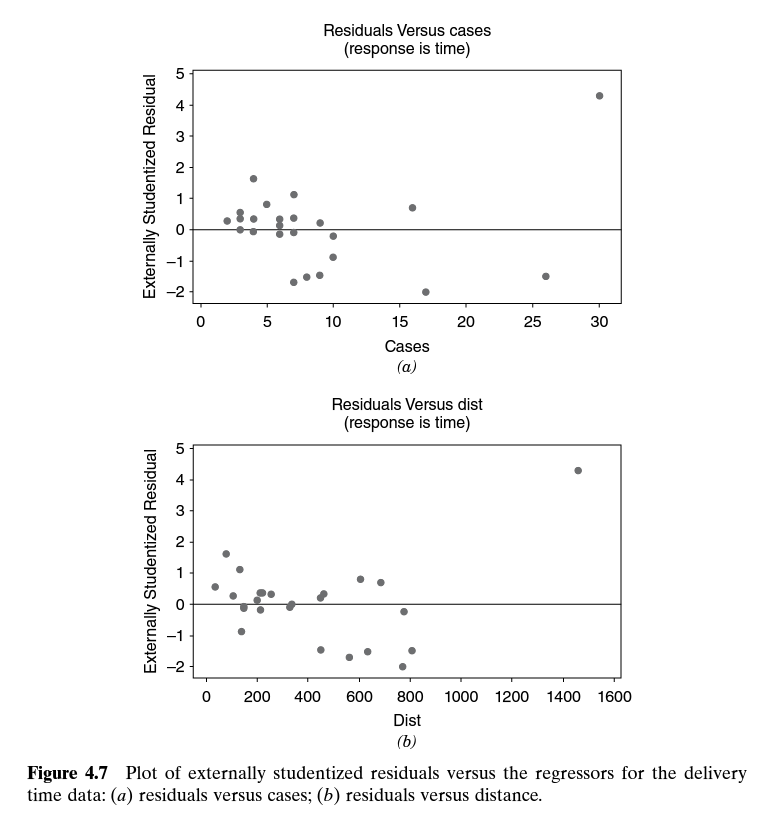 Residuals Versus cases
(response is time)
Externally Studentized Residual
5
4
3
2
1
0
–1
–2
0 5 10 15 20 25 30
Cases
(a)
Residuals Versus dist
(response is time)
Externally Studentized Residual
5
4
3
2
1
0
–1
–2
0 200 400 600 800 1000 1200 1400 1600
Dist
(b)
Figure 4.7 Plot of externally studentized residuals versus the regressors for the delivery
time data: (a) residuals versus cases; (b) residuals versus distance.